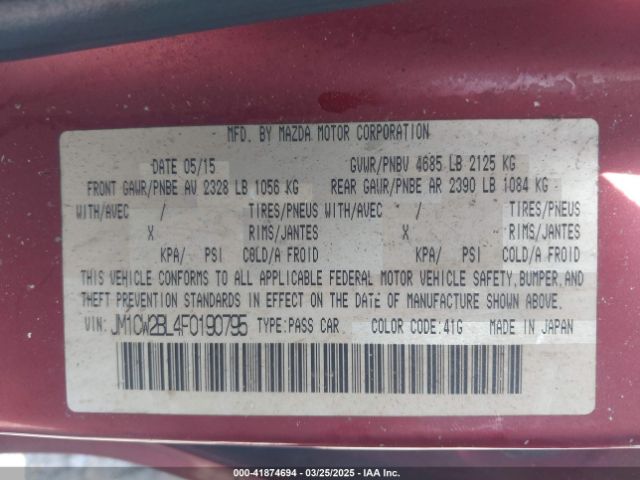 MFD. BY MAZDA MOTOR CORPORATION
DATE 05/15 GVWR/PNBV 4685 LB 2125 KG
FRONT GAWR/PNBE AV 2328 LB 1056 KG REAR GAWR/PNBE AR 2390 LB 1084 KG
WITH/AVEC / TIRES/PNEUS WITH/AVEC / TIRES/PNEUS
X RIMS/JANTES X RIMS/JANTES
KPA/ PSI COLD/A FROID KPA/ PSI COLD/A FROID
THIS VEHICLE CONFORMS TO ALL APPLICABLE FEDERAL MOTOR VEHICLE SAFETY,BUMPER,AND
THEFT PREVENTION STANDARDS IN EFFECT ON THE DATE OF MANUFACTURE SHOWN ABOVE.
VIN: JM1CW2BL4F0190795 TYPE:PASS CAR COLOR CODE:41G MADE IN JAPAN
000-41874694 - 03/25/2025 - IAA Inc.